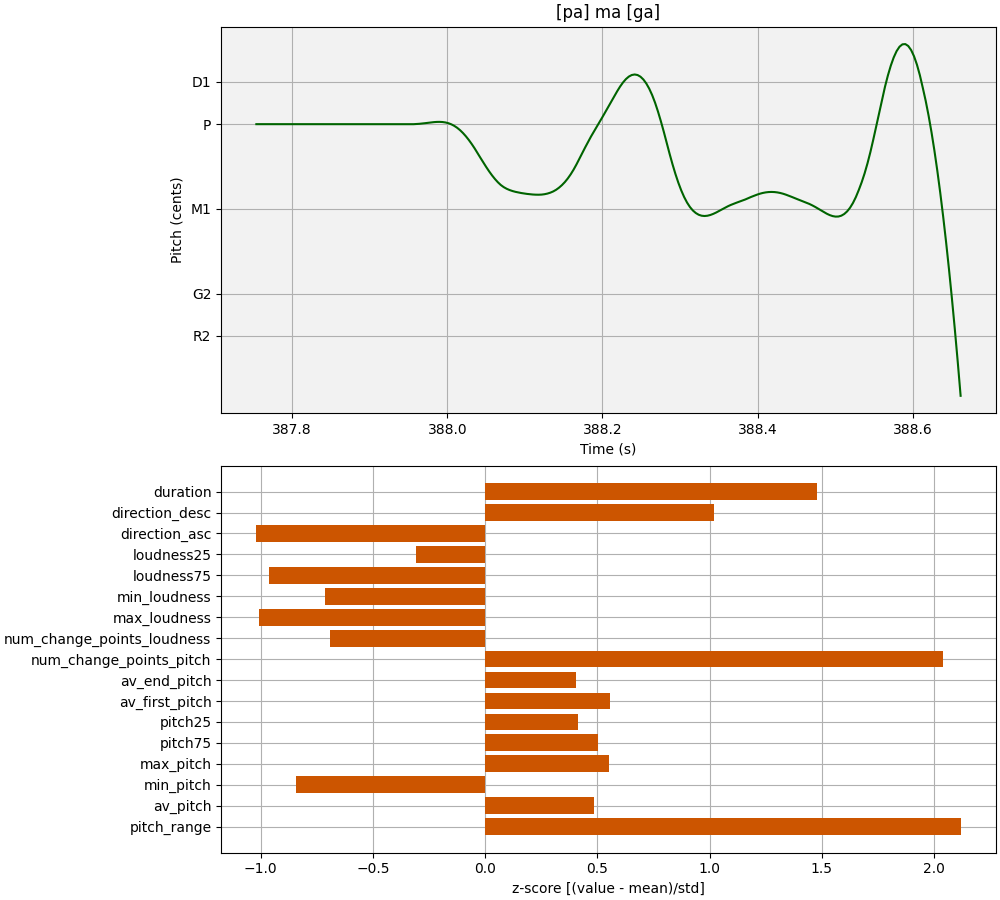 [pa] ma [ga]
D1
P
M1
G2
R2
Pitch (cents)
387.8 388.0 388.2 388.4 388.6
Time (s)
duration
direction_desc
direction_asc
loudness25
loudness75
min_loudness
max_loudness
num_change_points_loudness
num_change_points_pitch
av_end_pitch
av_first_pitch
pitch25
pitch75
max_pitch
min_pitch
av_pitch
pitch_range
−1.0 −0.5 0.0 0.5 1.0 1.5 2.0
z-score [(value - mean)/std]